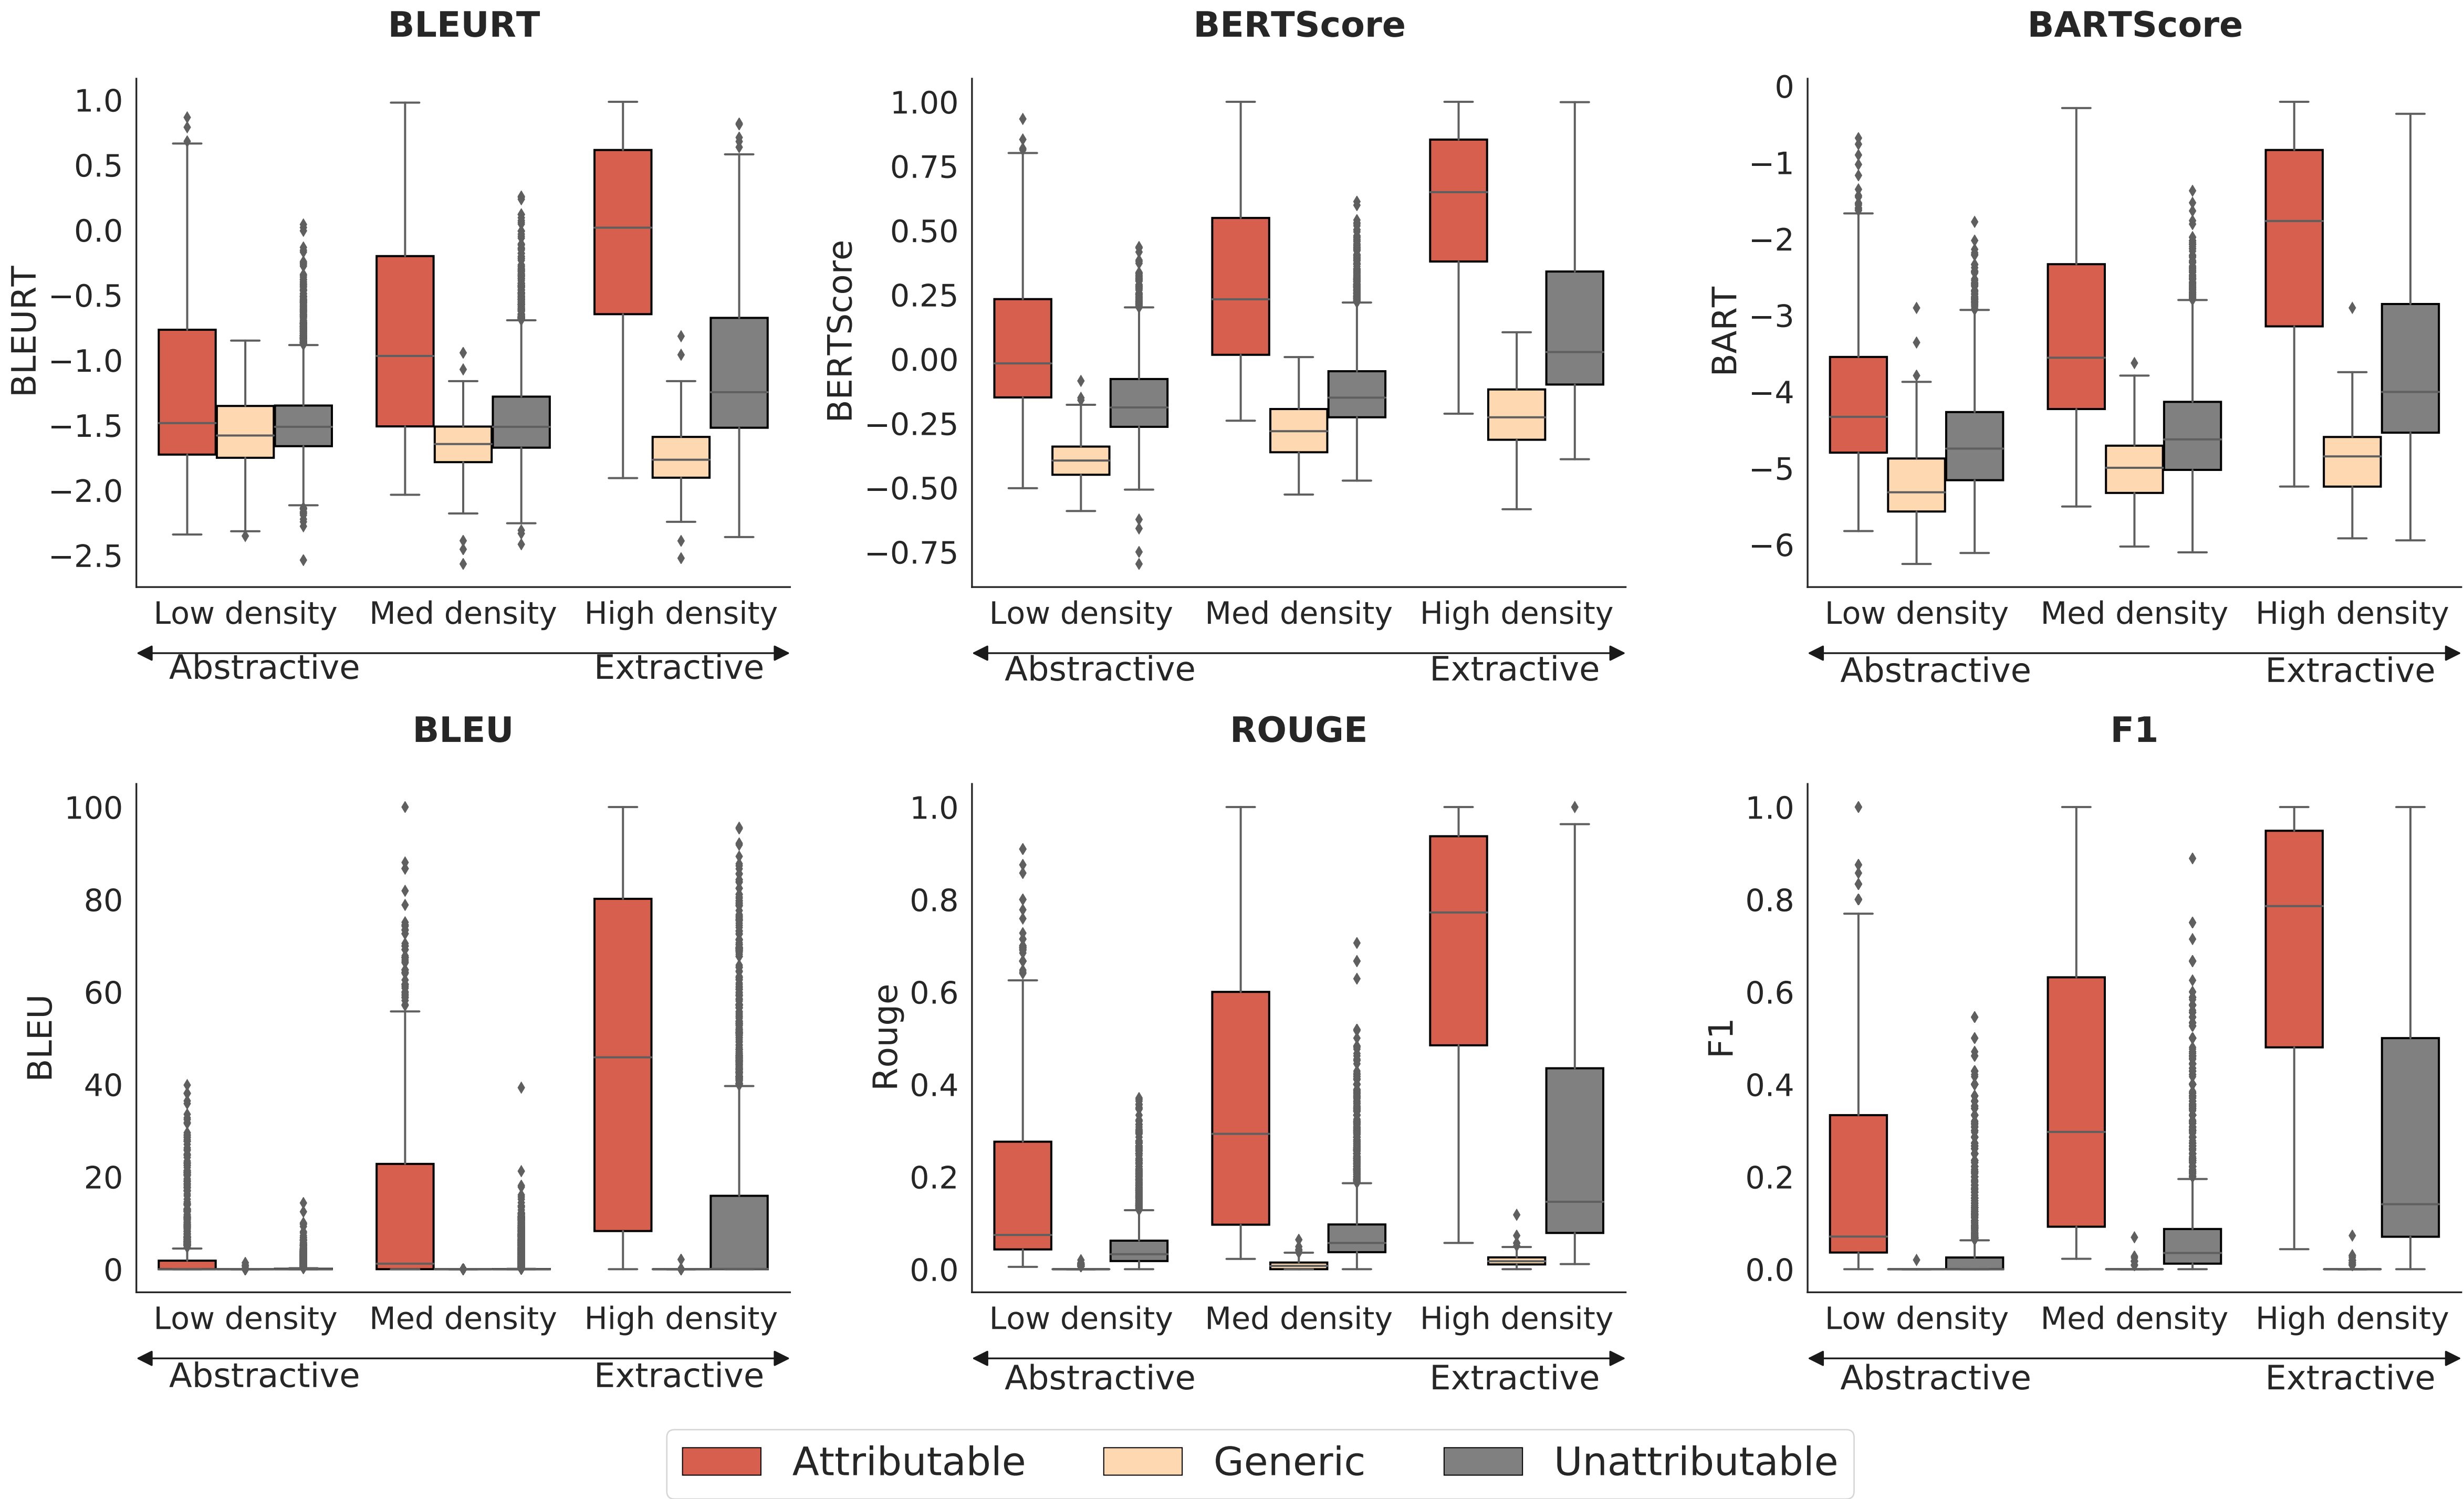 BLEURT
BERTScore
BARTScore
BLEURT
1.0
0.5
0.0
−0.5
−1.0
−1.5
−2.0
−2.5
Low density
Med density
High density
Abstractive
Extractive
BERTScore
1.00
0.75
0.50
0.25
0.00
−0.25
−0.50
−0.75
Low density
Med density
High density
Abstractive
Extractive
BART
0
−1
−2
−3
−4
−5
−6
Low density
Med density
High density
Abstractive
Extractive
BLEU
ROUGE
F1
BLEU
100
80
60
40
20
0
Low density
Med density
High density
Abstractive
Extractive
Rouge
1.0
0.8
0.6
0.4
0.2
0.0
Low density
Med density
High density
Abstractive
Extractive
F1
1.0
0.8
0.6
0.4
0.2
0.0
Low density
Med density
High density
Abstractive
Extractive
Attributable
Generic
Unattributable